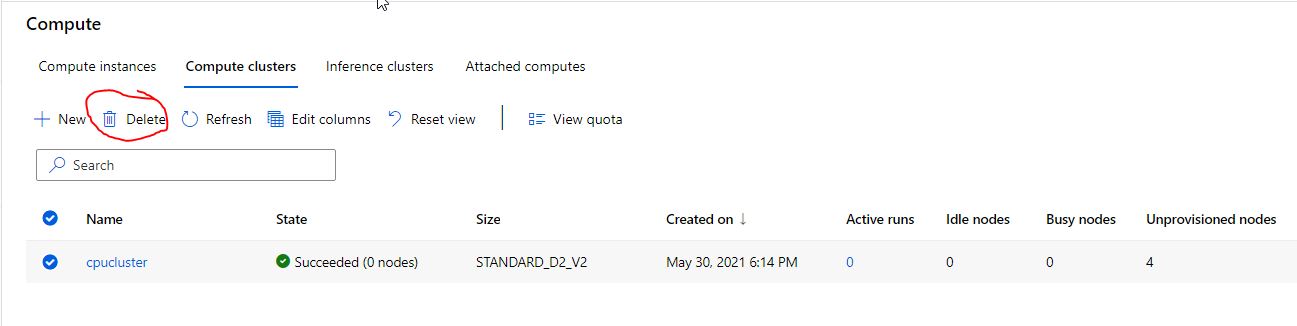 Compute
Compute instances Compute clusters Inference clusters Attached computes
New Delete Refresh Edit columns Reset view View quota
Search
Name State Size Created on ↓ Active runs Idle nodes Busy nodes Unprovisioned nodes
cpucluster Succeeded (0 nodes) STANDARD_D2_V2 May 30, 2021 6:14 PM 0 0 0 4